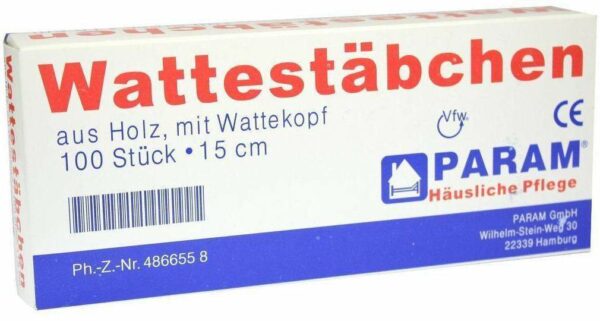 Wattestäbchen
Wattestäbchen
aus Holz, mit Wattekopf
100 Stück • 15 cm
Vfw.
CE
PARAM®
Häusliche Pflege
PARAM GmbH
Wilhelm-Stein-Weg 30
22339 Hamburg
Ph.-Z.-Nr. 486655 8